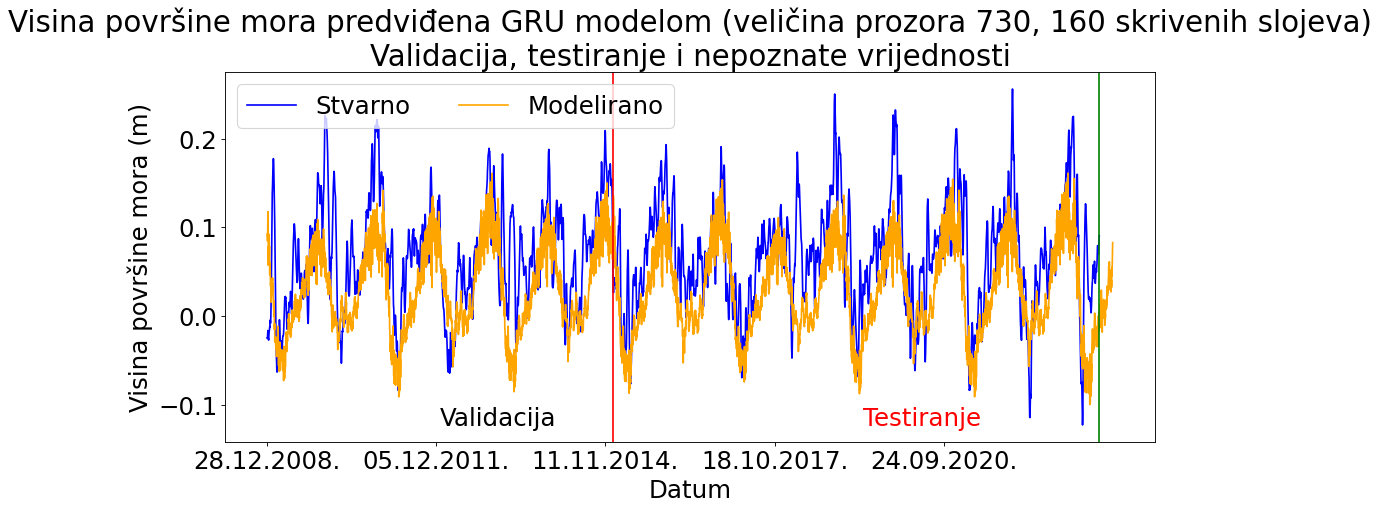 Visina površine mora predviđena GRU modelom (veličina prozora 730, 160 skrivenih slojeva)
Validacija, testiranje i nepoznate vrijednosti
Stvarno Modelirano
Visina površine mora (m)
0.2
0.1
0.0
−0.1
Validacija Testiranje
28.12.2008. 05.12.2011. 11.11.2014. 18.10.2017. 24.09.2020.
Datum